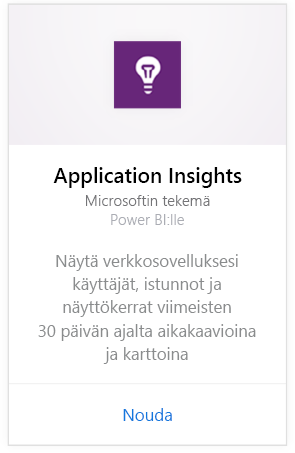 Application Insights
Microsoftin tekemä
Power BI:lle
Näytä verkkosovelluksesi
käyttäjät, istunnot ja
näyttökerrat viimeisten
30 päivän ajalta aikakaavioina
ja karttoina
Nouda